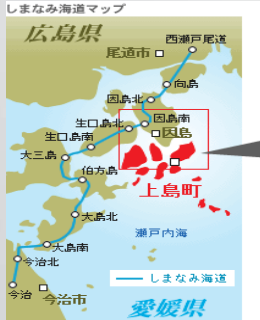 しまなみ海道マップ
広島県
西瀬戸尾道
尾道市
向島
因島北
因島南
生口島北
因島
生口島南
大三島
伯方島
上島町
大島北
瀬戸内海
大島南
今治北
しまなみ海道
今治
今治市
愛媛県